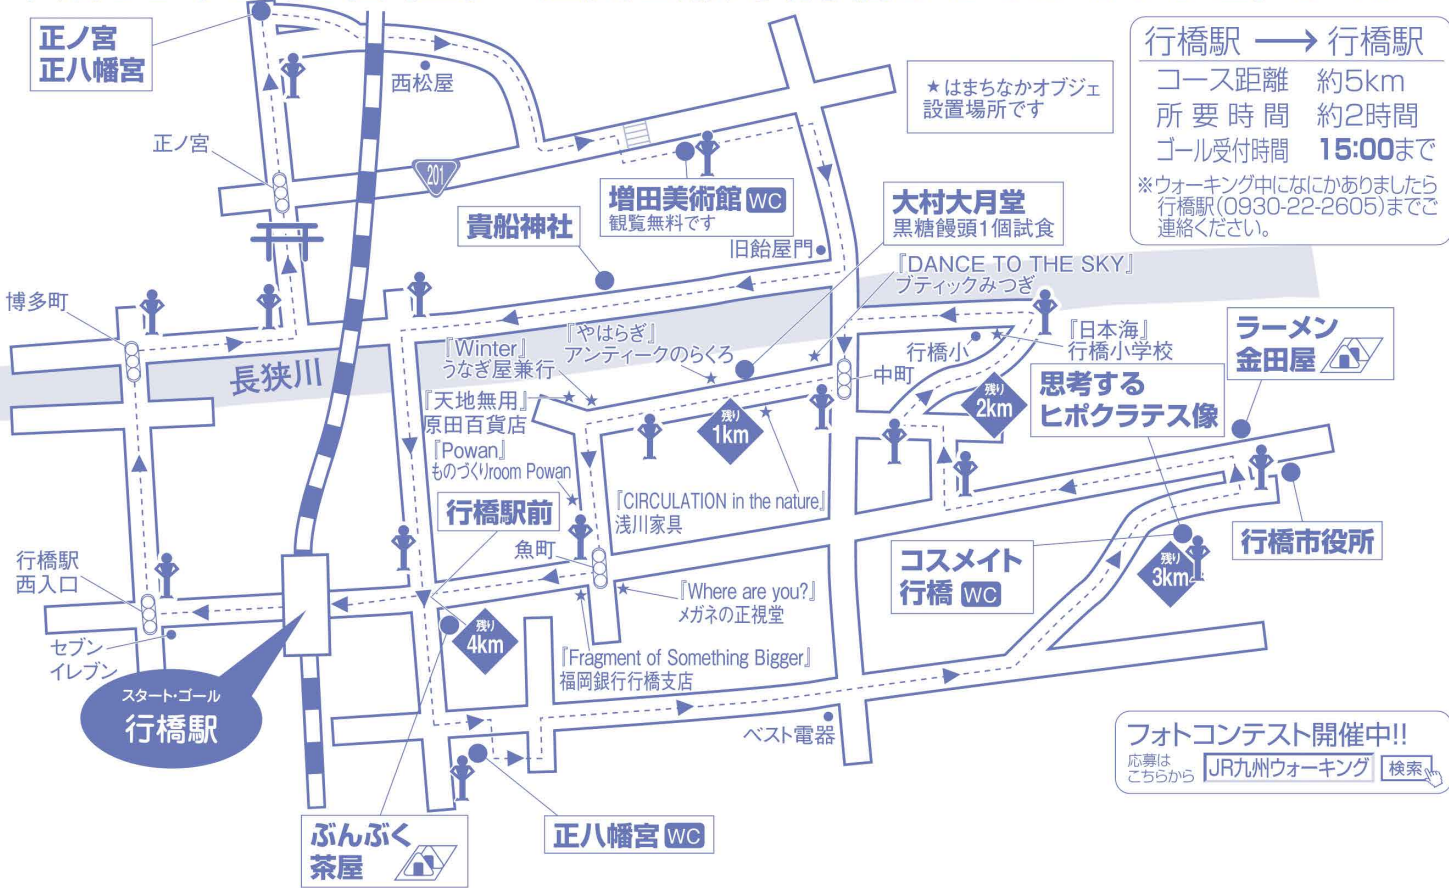 正ノ宮
正八幡宮
西松屋
正ノ宮
201
★はまちなかオブジェ
設置場所です
行橋駅 → 行橋駅
コース距離 約5km
所要時間 約2時間
ゴール受付時間 15:00まで
※ウォーキング中になにかありましたら
行橋駅(0930-22-2605)までご
連絡ください。
増田美術館 WC
観覧無料です
貴船神社
旧飴屋門
大村大月堂
黒糖饅頭1個試食
『DANCE TO THE SKY』
ブティックみつぎ
博多町
長狭川
『Winter』
うなぎ屋兼行
『やはらぎ』
アンティークのらくろ
行橋小
『日本海』
行橋小学校
ラーメン
金田屋
中町
『天地無用』
原田百貨店
残り
1km
残り
2km
思考する
ヒポクラテス像
『Powan』
ものづくりroom Powan
『CIRCULATION in the nature』
浅川家具
行橋駅前
魚町
コスメイト
行橋 WC
残り
3km
行橋市役所
行橋駅
西入口
『Where are you?』
メガネの正視堂
セブン
イレブン
残り
4km
『Fragment of Something Bigger』
福岡銀行行橋支店
スタート・ゴール
行橋駅
ベスト電器
ぶんぶく
茶屋
正八幡宮 WC
フォトコンテスト開催中!!
応募は
こちらから
JR九州ウォーキング 検索